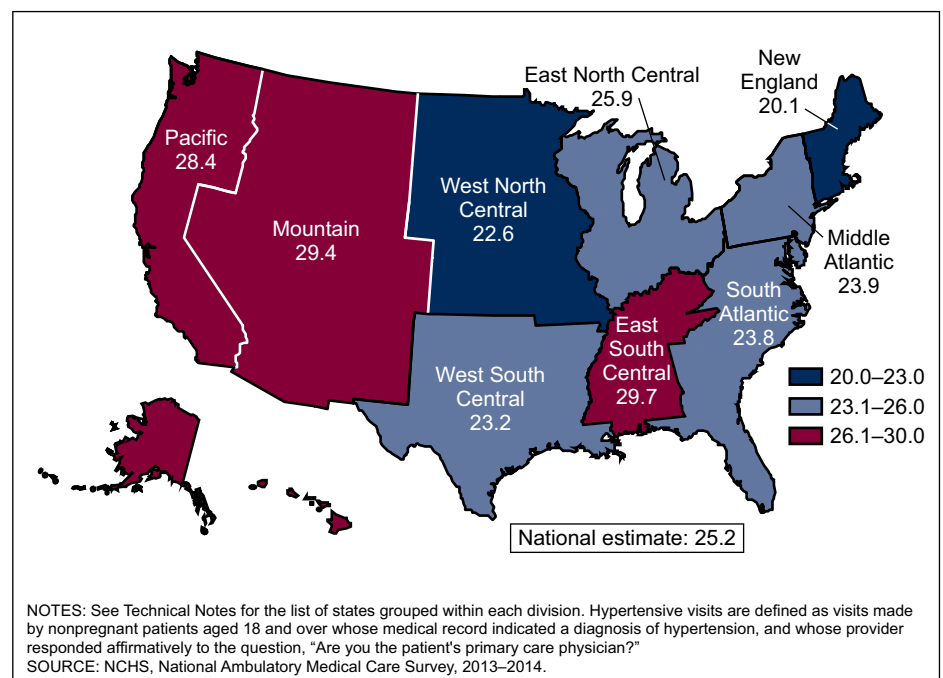 East North Central
25.9
New
England
20.1
Pacific
28.4
West North
Central
22.6
Mountain
29.4
Middle
Atlantic
23.9
South
Atlantic
23.8
East
South
Central
29.7
West South
Central
23.2
20.0–23.0
23.1–26.0
26.1–30.0
National estimate: 25.2
NOTES: See Technical Notes for the list of states grouped within each division. Hypertensive visits are defined as visits made
by nonpregnant patients aged 18 and over whose medical record indicated a diagnosis of hypertension, and whose provider
responded affirmatively to the question, “Are you the patient's primary care physician?”
SOURCE: NCHS, National Ambulatory Medical Care Survey, 2013–2014.